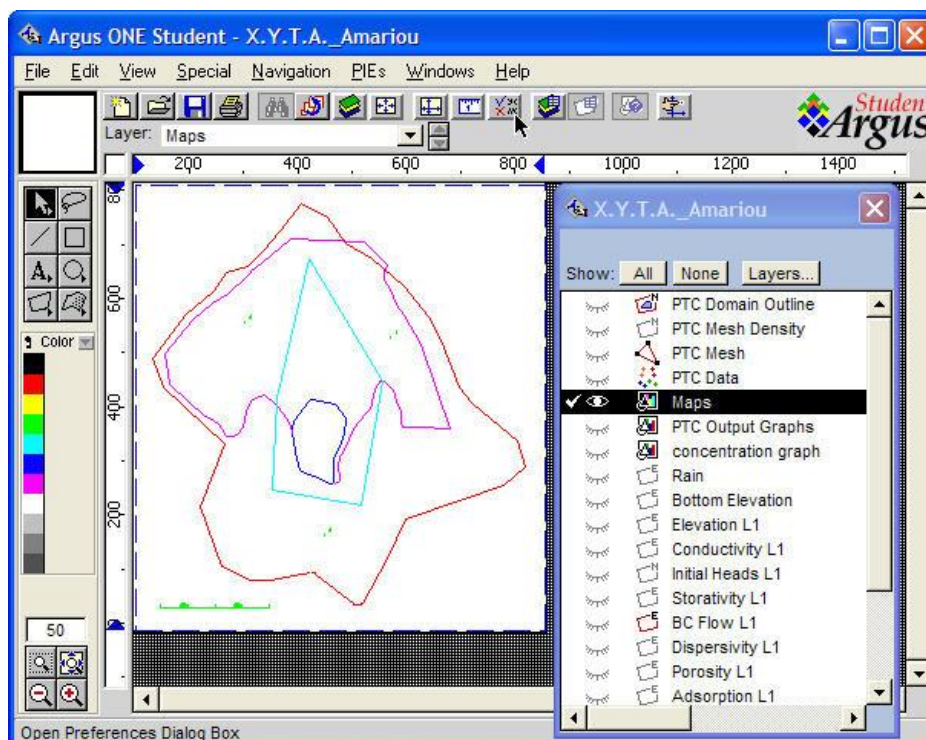 Argus ONE Student - X.Y.T.A._Amariou
File Edit View Special Navigation PIEs Windows Help
Student
Argus
Layer: Maps
200 400 600 800 1000 1200 1400
X.Y.T.A._Amariou
Show: All None Layers...
PTC Domain Outline
PTC Mesh Density
PTC Mesh
PTC Data
Maps
PTC Output Graphs
concentration graph
Rain
Bottom Elevation
Elevation L1
Conductivity L1
Initial Heads L1
Storativity L1
BC Flow L1
Dispersivity L1
Porosity L1
Adsorption L1
600
400
200
0
A
Color
50
Open Preferences Dialog Box